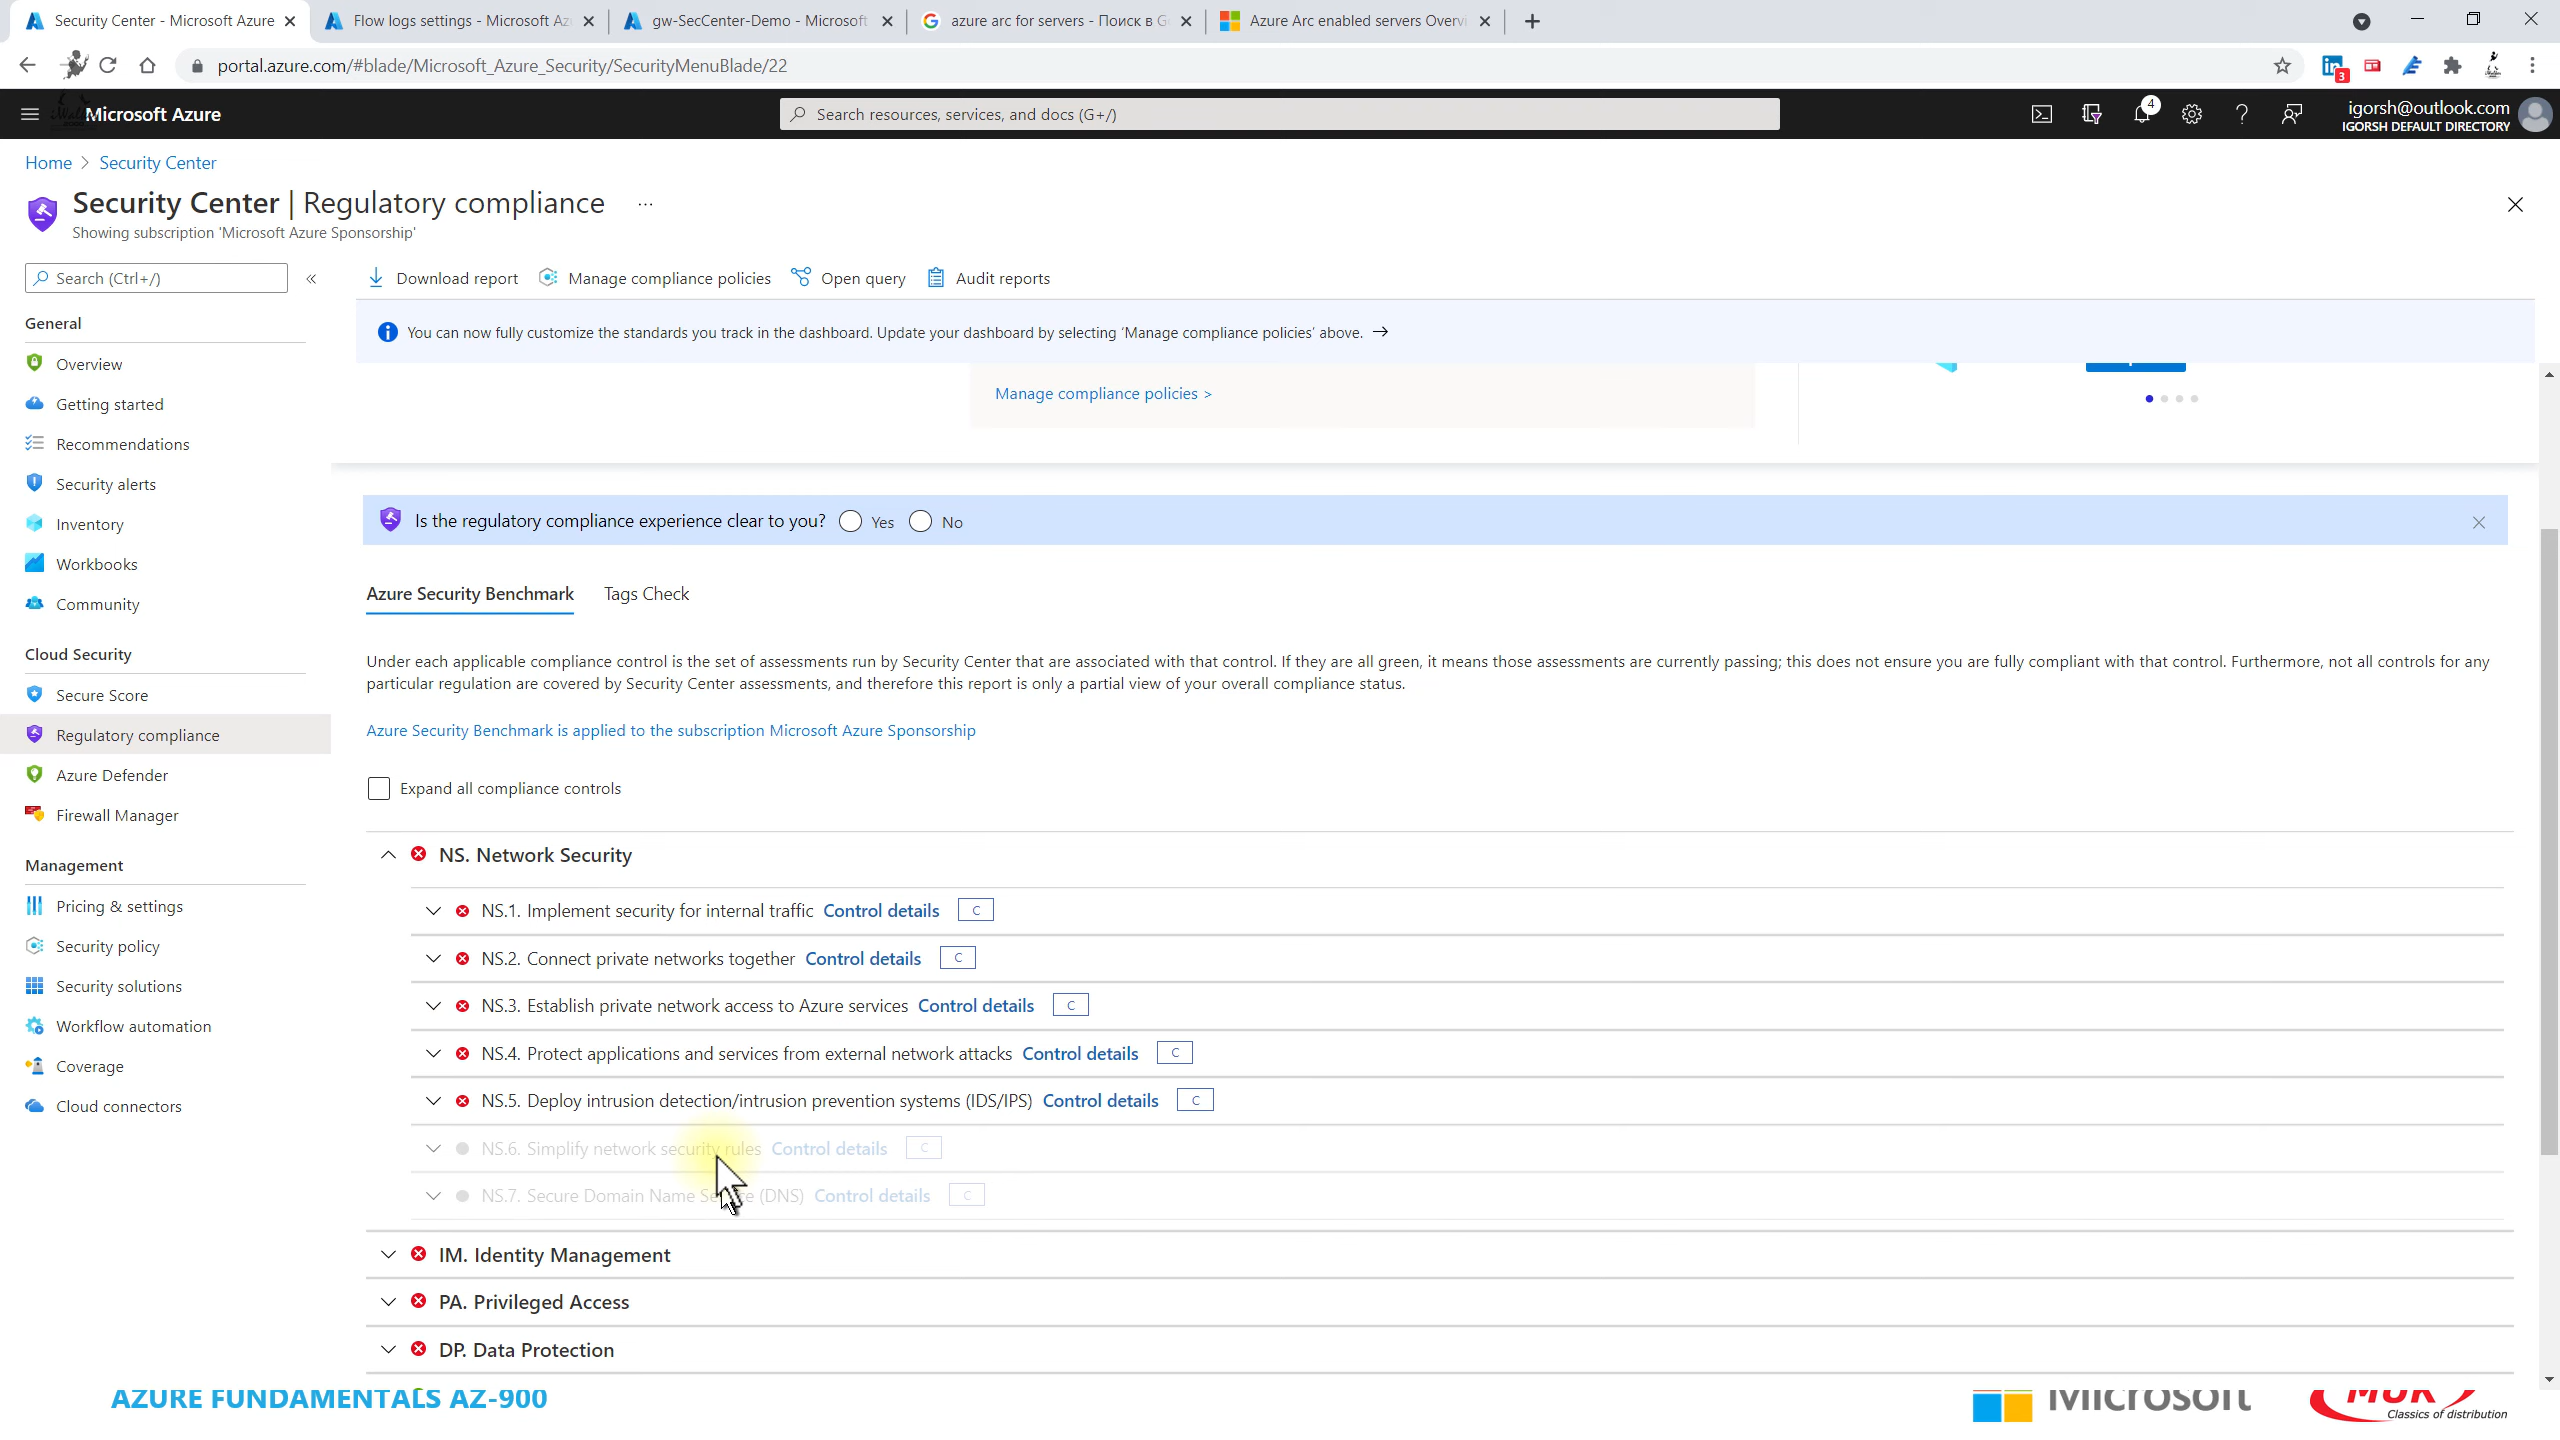 Security Center - Microsoft Azure
Flow logs settings - Microsoft Az
gw-SecCenter-Demo - Microsoft
azure arc for servers - Поиск в G
Azure Arc enabled servers Overvi
portal.azure.com/#blade/Microsoft_Azure_Security/SecurityMenuBlade/22
3
Microsoft Azure
Search resources, services, and docs (G+/)
4
igorsh@outlook.com
IGORSH DEFAULT DIRECTORY
Home > Security Center
Security Center | Regulatory compliance ...
Showing subscription 'Microsoft Azure Sponsorship'
Search (Ctrl+/)
«
Download report
Manage compliance policies
Open query
Audit reports
General
You can now fully customize the standards you track in the dashboard. Update your dashboard by selecting 'Manage compliance policies' above. →
Overview
Getting started
Recommendations
Security alerts
Inventory
Workbooks
Community
Cloud Security
Secure Score
Regulatory compliance
Azure Defender
Firewall Manager
Management
Pricing & settings
Security policy
Security solutions
Workflow automation
Coverage
Cloud connectors
Manage compliance policies >
Is the regulatory compliance experience clear to you? Yes No
Azure Security Benchmark
Tags Check
Under each applicable compliance control is the set of assessments run by Security Center that are associated with that control. If they are all green, it means those assessments are currently passing; this does not ensure you are fully compliant with that control. Furthermore, not all controls for any
particular regulation are covered by Security Center assessments, and therefore this report is only a partial view of your overall compliance status.
Azure Security Benchmark is applied to the subscription Microsoft Azure Sponsorship
Expand all compliance controls
NS. Network Security
NS.1. Implement security for internal traffic Control details C
NS.2. Connect private networks together Control details C
NS.3. Establish private network access to Azure services Control details C
NS.4. Protect applications and services from external network attacks Control details C
NS.5. Deploy intrusion detection/intrusion prevention systems (IDS/IPS) Control details C
NS.6. Simplify network security rules Control details C
NS.7. Secure Domain Name (DNS) Control details C
IM. Identity Management
PA. Privileged Access
DP. Data Protection
AZURE FUNDAMENTALS AZ-900
Microsoft
MUK
Classics of distribution